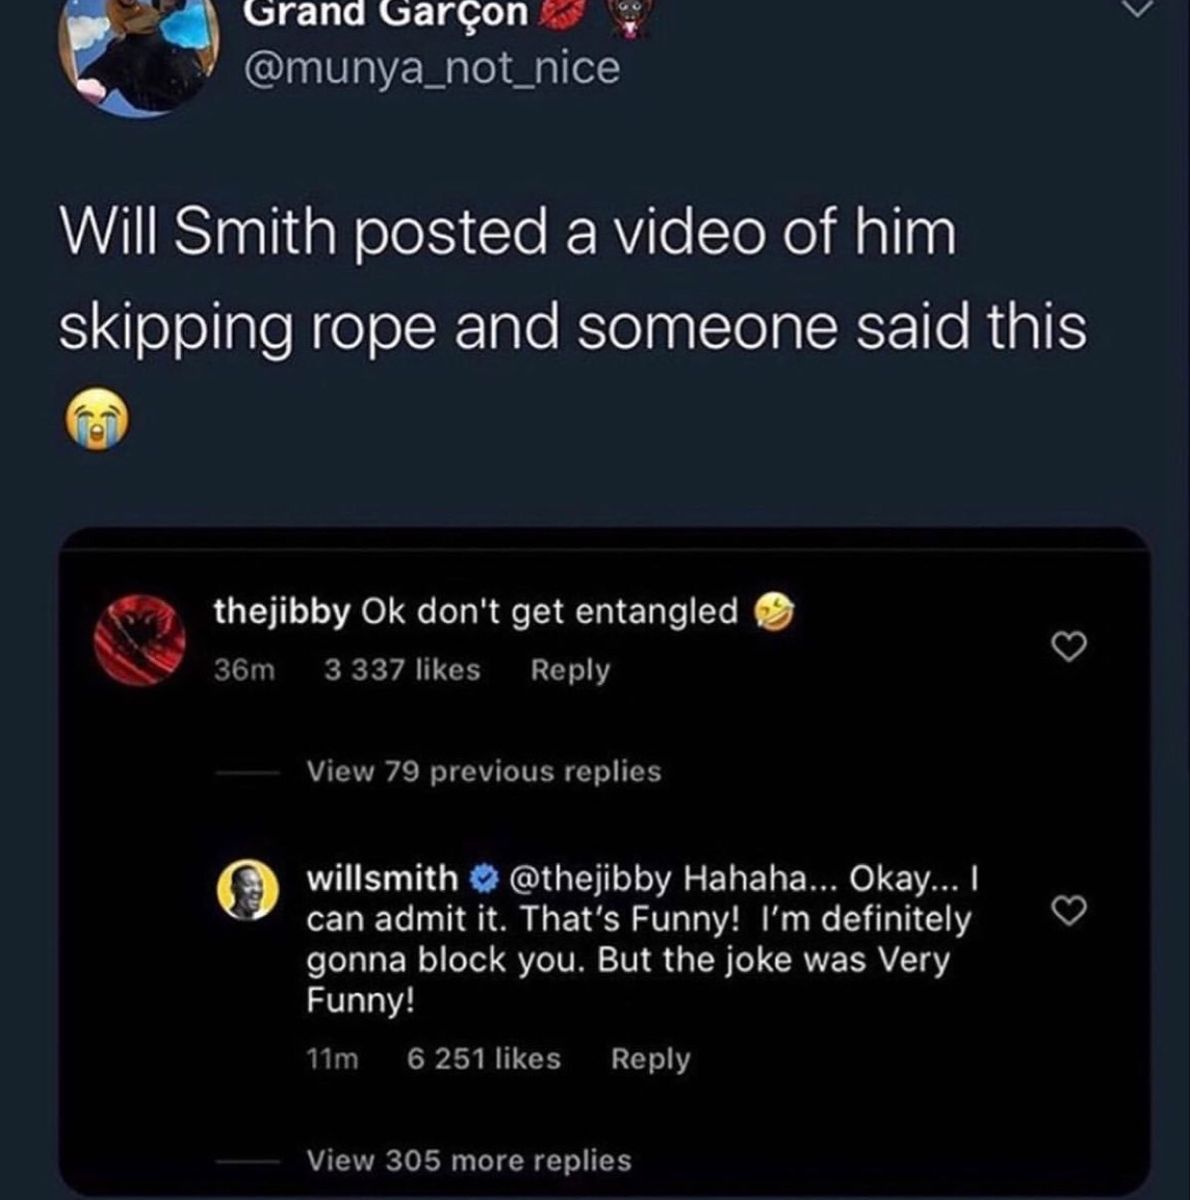 Grand Garçon 💋
@munya_not_nice
Will Smith posted a video of him
skipping rope and someone said this
😭
thejibby Ok don't get entangled 🤣
36m 3 337 likes Reply
View 79 previous replies
willsmith @thejibby Hahaha... Okay... I
can admit it. That's Funny!  I'm definitely
gonna block you. But the joke was Very
Funny!
11m 6 251 likes Reply
View 305 more replies